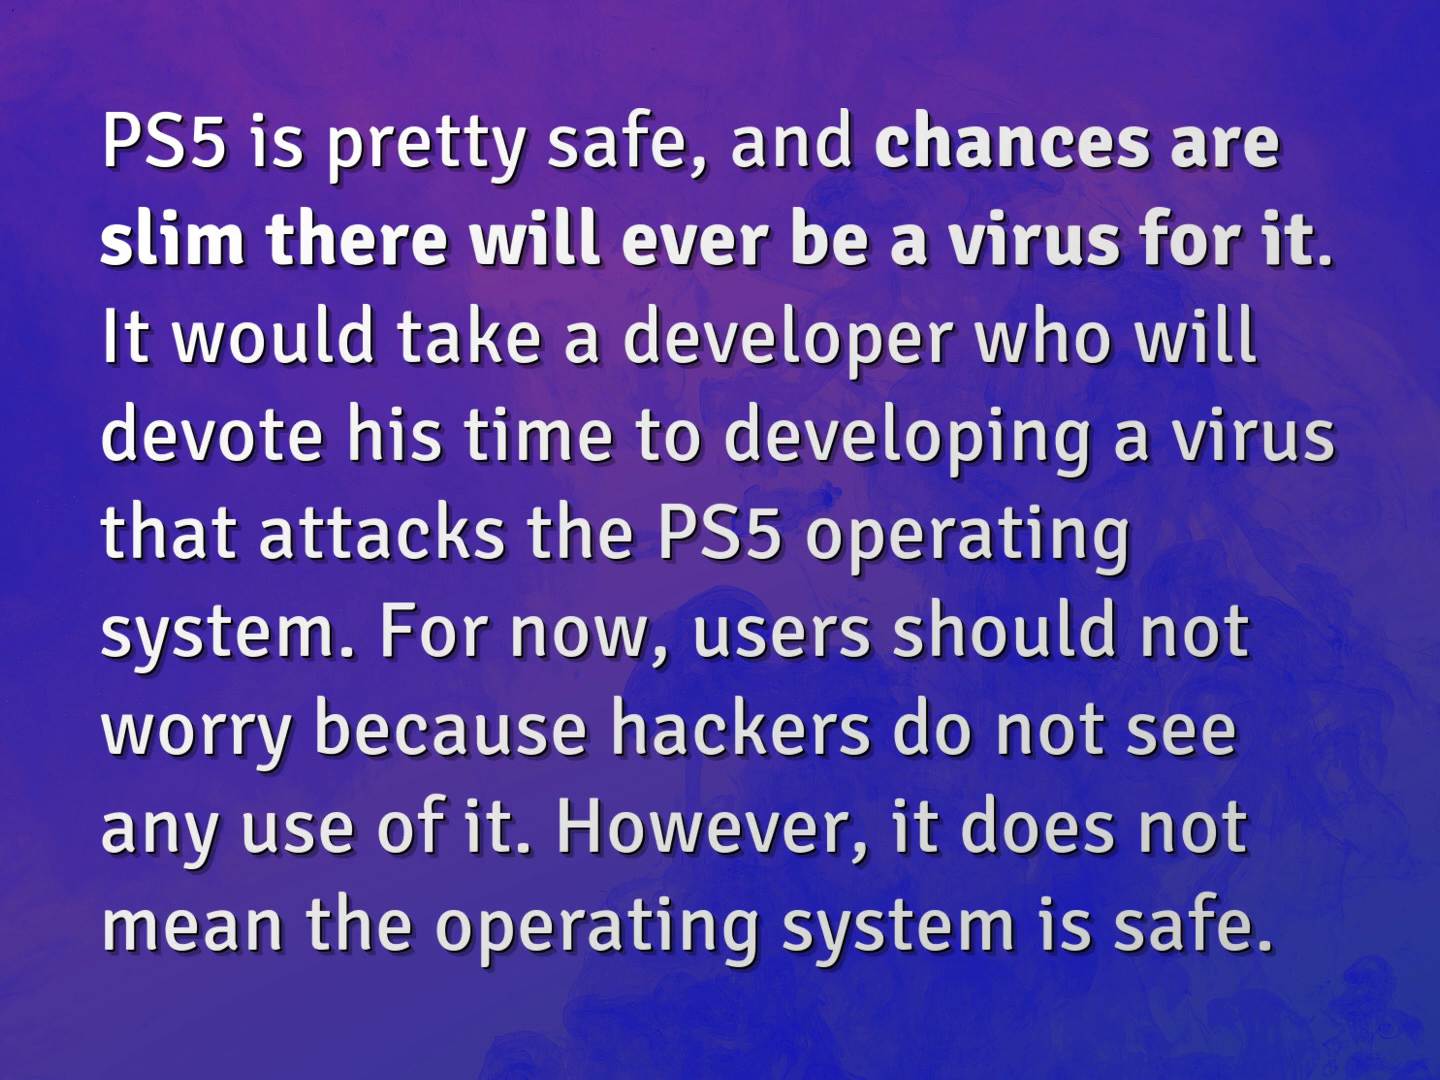 PS5 is pretty safe, and chances are
slim there will ever be a virus for it.
It would take a developer who will
devote his time to developing a virus
that attacks the PS5 operating
system. For now, users should not
worry because hackers do not see
any use of it. However, it does not
mean the operating system is safe.